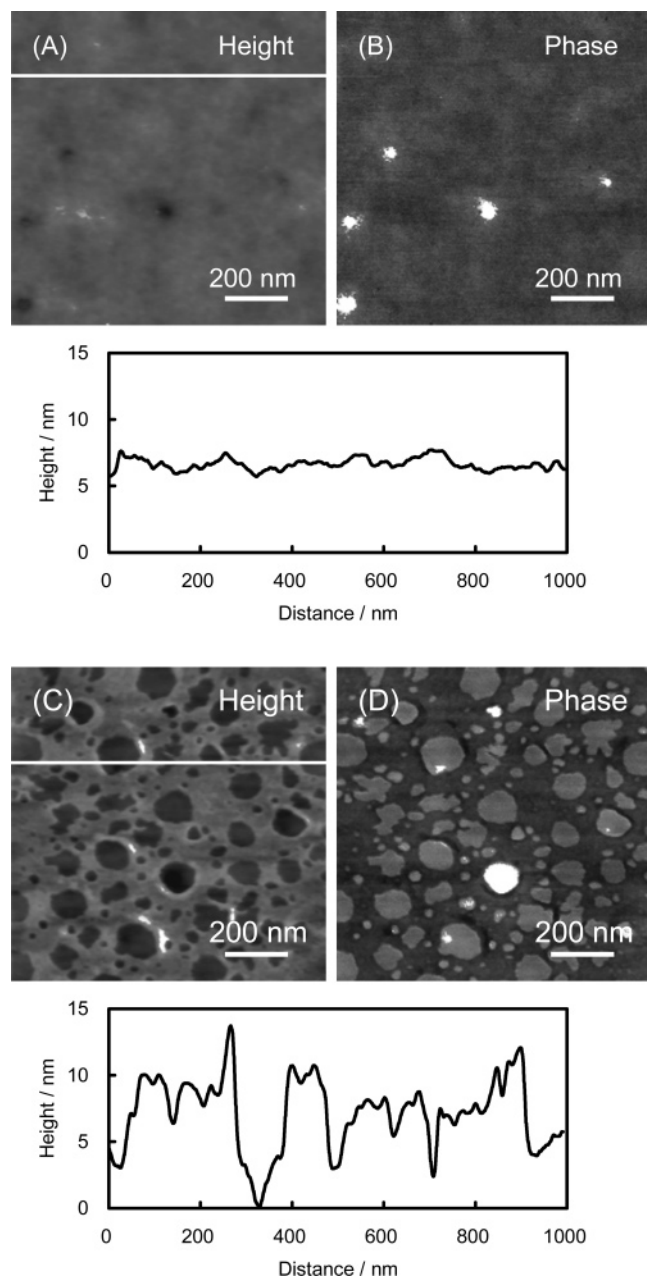 (A) Height
(B) Phase
200 nm
200 nm
15
10
5
0
Height / nm
0 200 400 600 800 1000
Distance / nm
(C) Height
(D) Phase
200 nm
200 nm
15
10
5
0
Height / nm
0 200 400 600 800 1000
Distance / nm